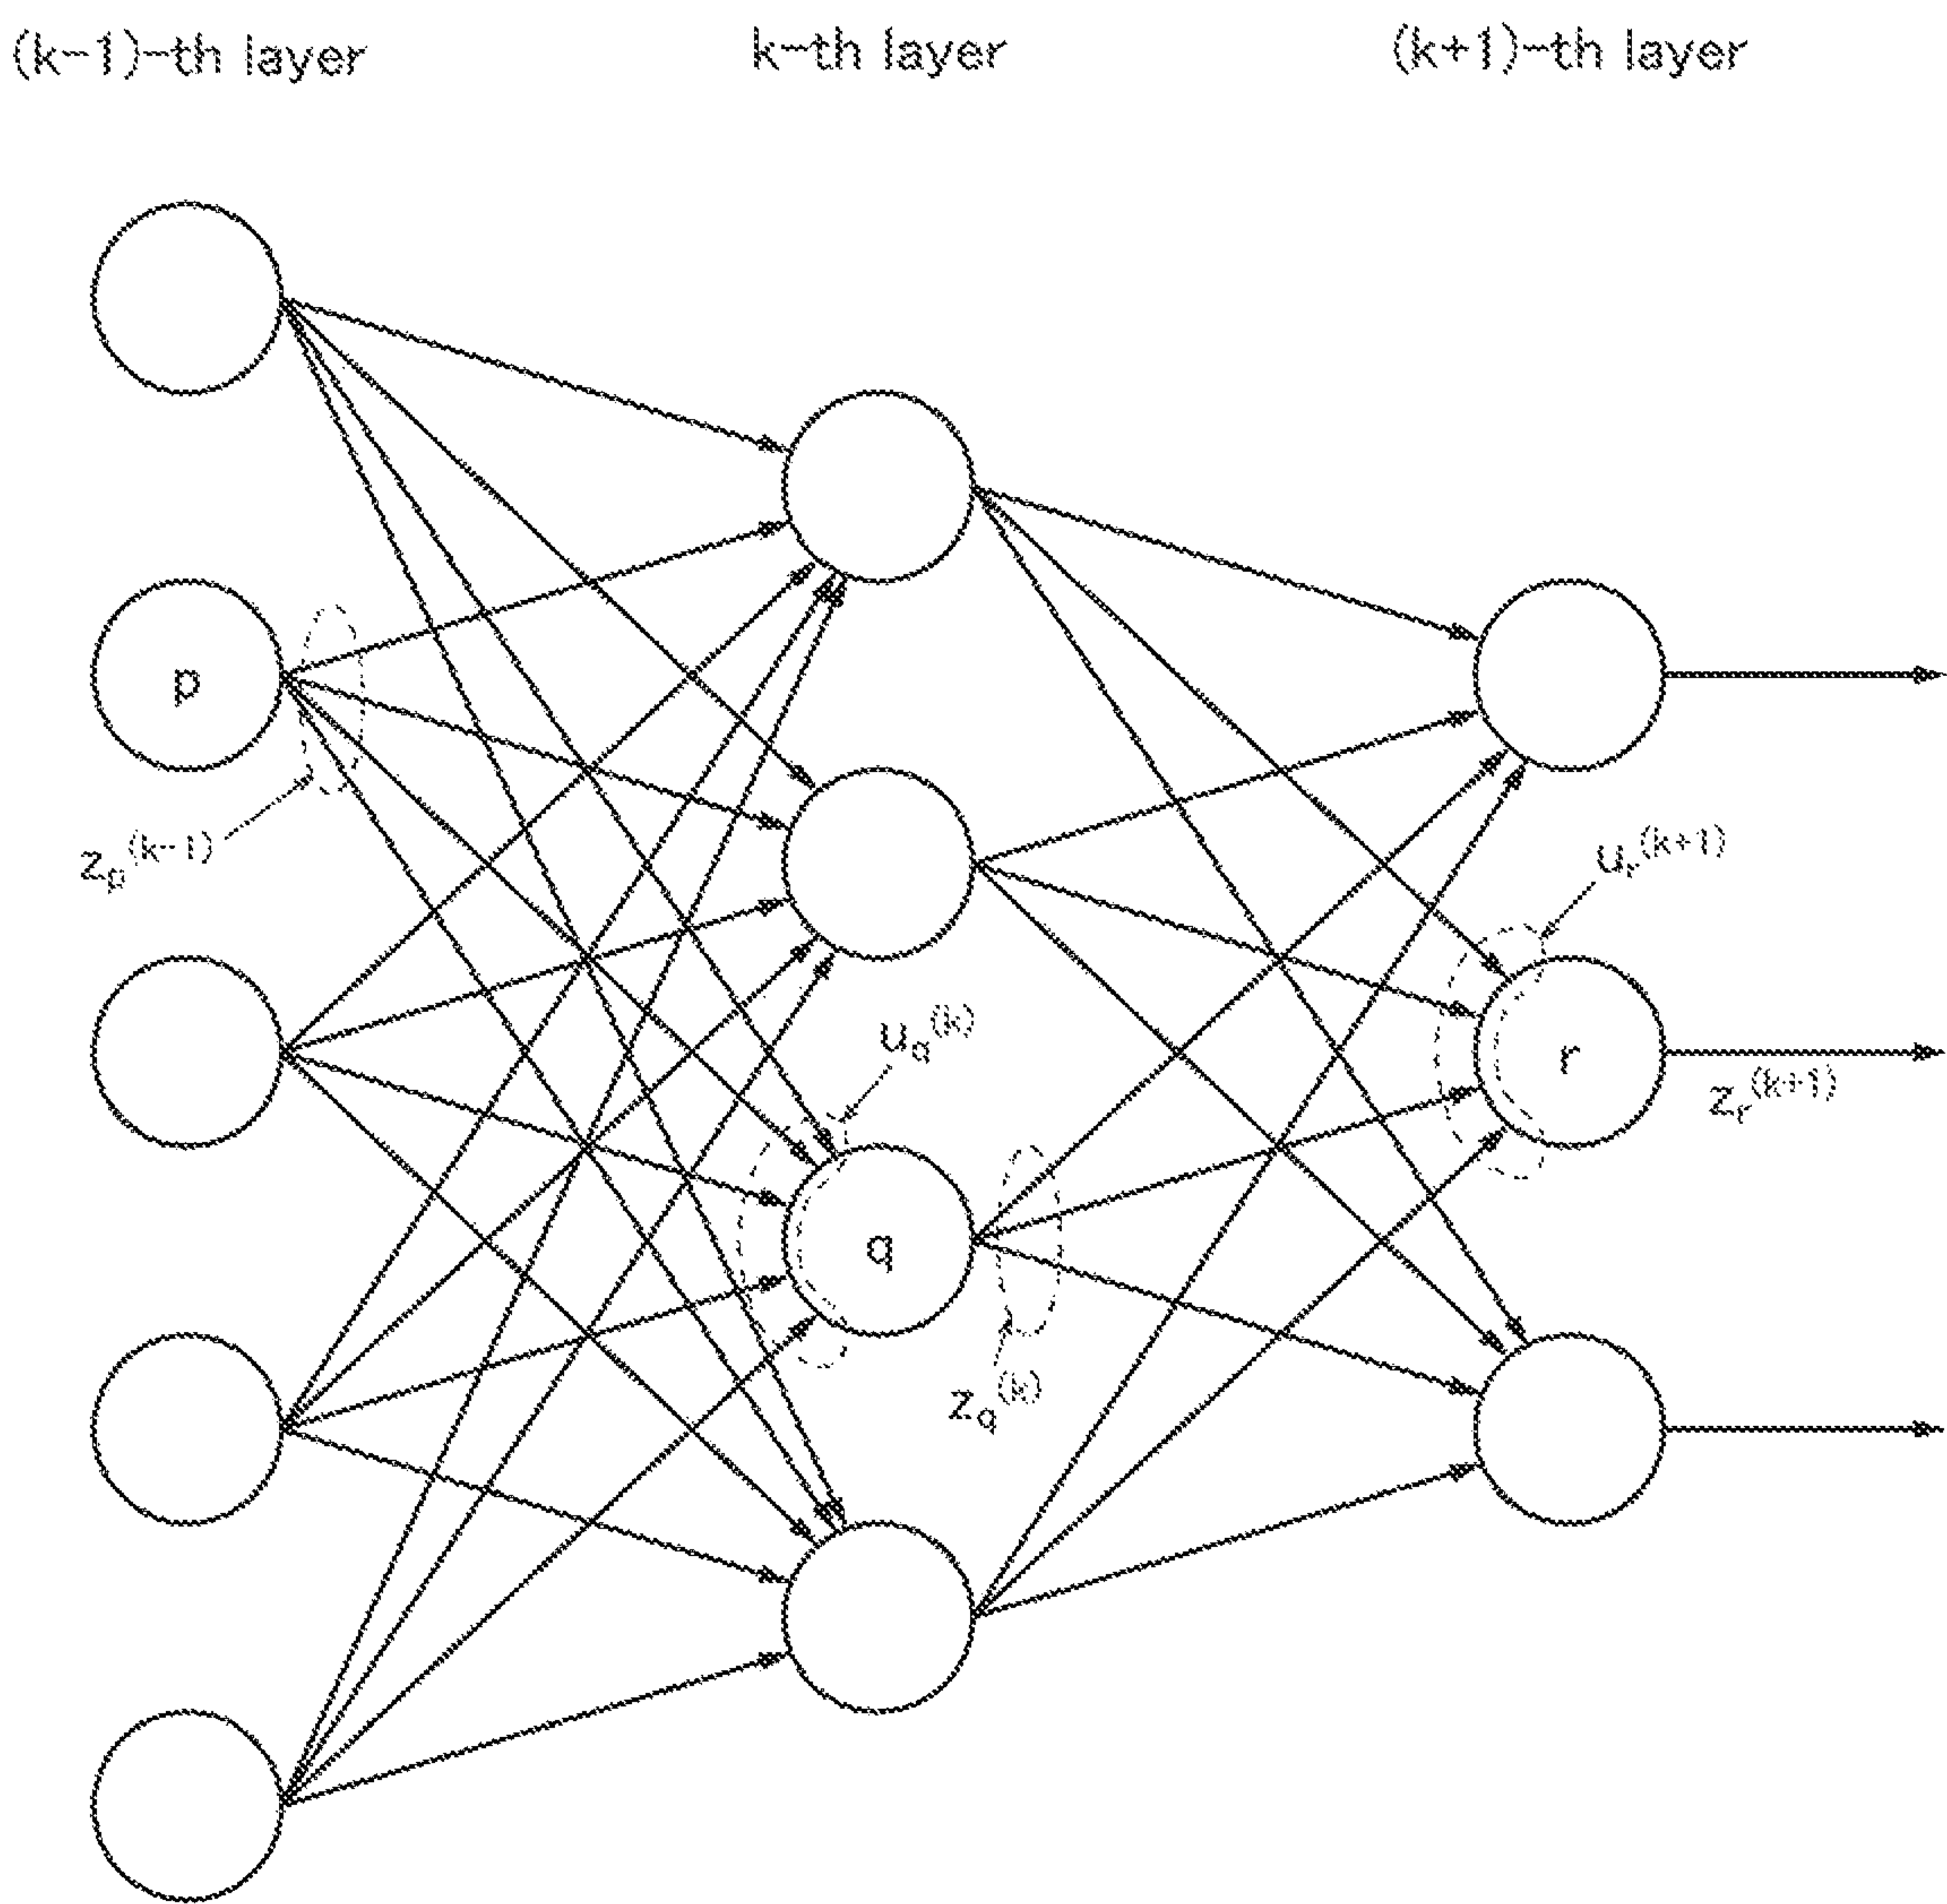 (k-1)-th layer
k-th layer
(k+1)-th layer
p
z_p^(k-1)
u_r^(k+1)
u_q^(k)
r
z_r^(k+1)
q
z_q^(k)